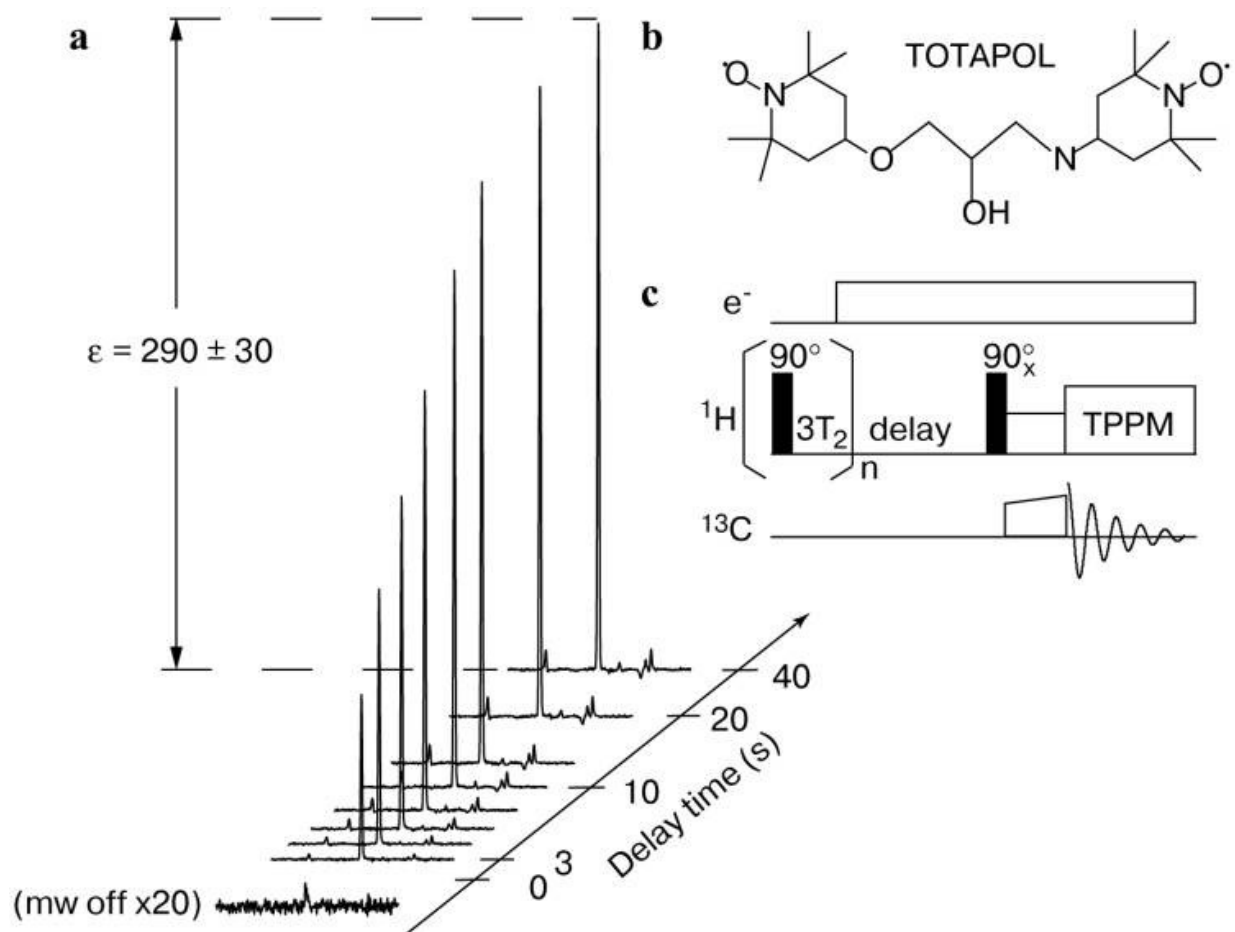 a
ε = 290 ± 30
40
20
10
3
0
Delay time (s)
(mw off x20)
b
TOTAPOL
·O
N
N
O·
O
N
OH
c
e⁻
90° 90°ₓ
¹H 3T₂ n delay TPPM
¹³C